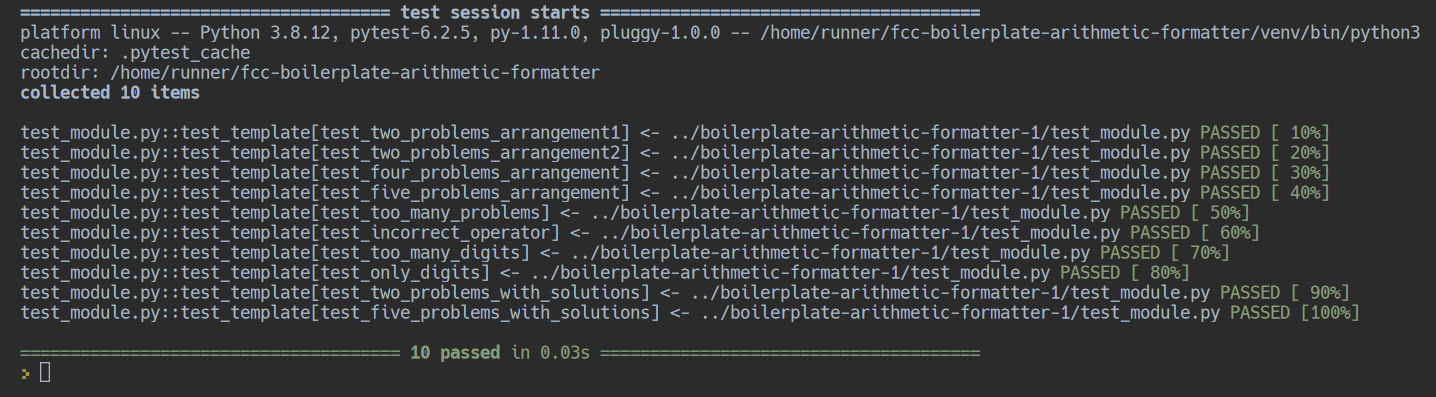 ===================================== test session starts ======================================
platform linux -- Python 3.8.12, pytest-6.2.5, py-1.11.0, pluggy-1.0.0 -- /home/runner/fcc-boilerplate-arithmetic-formatter/venv/bin/python3
cachedir: .pytest_cache
rootdir: /home/runner/fcc-boilerplate-arithmetic-formatter
collected 10 items
test_module.py::test_template[test_two_problems_arrangement1] <- ../boilerplate-arithmetic-formatter-1/test_module.py PASSED [ 10%]
test_module.py::test_template[test_two_problems_arrangement2] <- ../boilerplate-arithmetic-formatter-1/test_module.py PASSED [ 20%]
test_module.py::test_template[test_four_problems_arrangement] <- ../boilerplate-arithmetic-formatter-1/test_module.py PASSED [ 30%]
test_module.py::test_template[test_five_problems_arrangement] <- ../boilerplate-arithmetic-formatter-1/test_module.py PASSED [ 40%]
test_module.py::test_template[test_too_many_problems] <- ../boilerplate-arithmetic-formatter-1/test_module.py PASSED [ 50%]
test_module.py::test_template[test_incorrect_operator] <- ../boilerplate-arithmetic-formatter-1/test_module.py PASSED [ 60%]
test_module.py::test_template[test_too_many_digits] <- ../boilerplate-arithmetic-formatter-1/test_module.py PASSED [ 70%]
test_module.py::test_template[test_only_digits] <- ../boilerplate-arithmetic-formatter-1/test_module.py PASSED [ 80%]
test_module.py::test_template[test_two_problems_with_solutions] <- ../boilerplate-arithmetic-formatter-1/test_module.py PASSED [ 90%]
test_module.py::test_template[test_five_problems_with_solutions] <- ../boilerplate-arithmetic-formatter-1/test_module.py PASSED [100%]
====================================== 10 passed in 0.03s ======================================
>